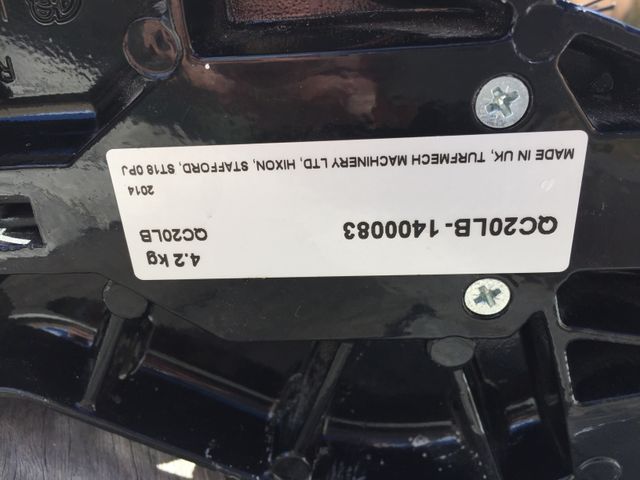 QC20LB-1400083
4.2 kg
QC20LB
2014
MADE IN UK, TURFMECH MACHINERY LTD, HIXON, STAFFORD, ST18 0PJ
R